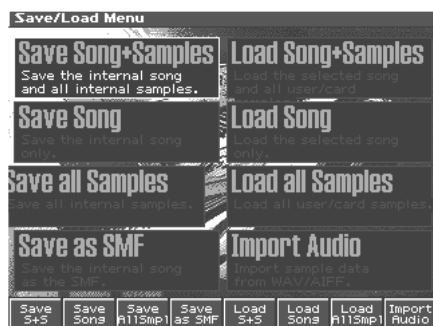 Save/Load Menu
Save Song+Samples
Save the internal song
and all internal samples.
Load Song+Samples
Load the selected song
and all user/card
Save Song
Save the internal song
only.
Load Song
Load the selected song
only.
Save all Samples
Save all internal samples.
Load all Samples
Load all user/card samples.
Save as SMF
Save the internal song
as the SMF.
Import Audio
Import sample data
from WAV/AIFF.
Save S+S
Save Song
Save AllSmpl
Save as SMF
Load S+S
Load Song
Load AllSmpl
Import Audio